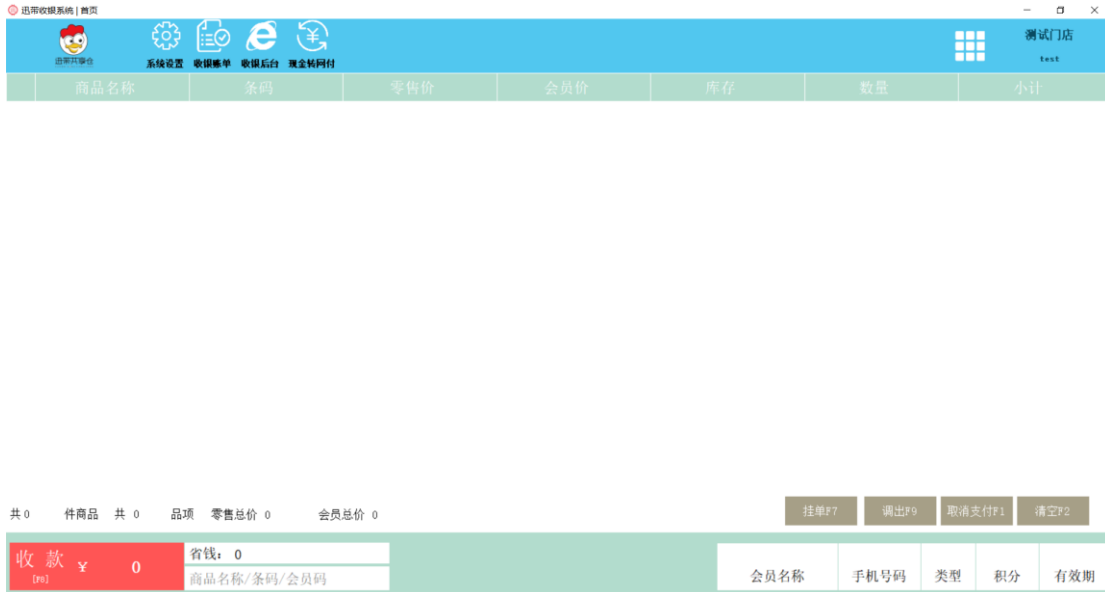 迅带收银系统 | 首页
迅带共享仓
系统设置 收银账单 收银后台 现金转网付
测试门店
test
商品名称 条码 零售价 会员价 库存 数量 小计
共 0 件商品 共 0 品项 零售总价 0 会员总价 0
挂单F7 调出F9 取消支付F1 清空F2
收 款 ¥ 0
[F6]
省钱: 0
商品名称/条码/会员码
会员名称 手机号码 类型 积分 有效期